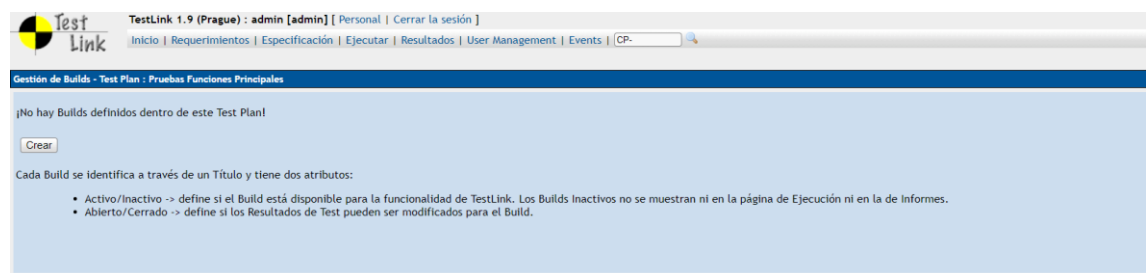 Test
Link
TestLink 1.9 (Prague) : admin [admin] [ Personal | Cerrar la sesión ]
Inicio | Requerimientos | Especificación | Ejecutar | Resultados | User Management | Events | CP-
Gestión de Builds - Test Plan : Pruebas Funciones Principales
¡No hay Builds definidos dentro de este Test Plan!
Crear
Cada Build se identifica a través de un Título y tiene dos atributos:
• Activo/Inactivo -> define si el Build está disponible para la funcionalidad de TestLink. Los Builds Inactivos no se muestran ni en la página de Ejecución ni en la de Informes.
• Abierto/Cerrado -> define si los Resultados de Test pueden ser modificados para el Build.